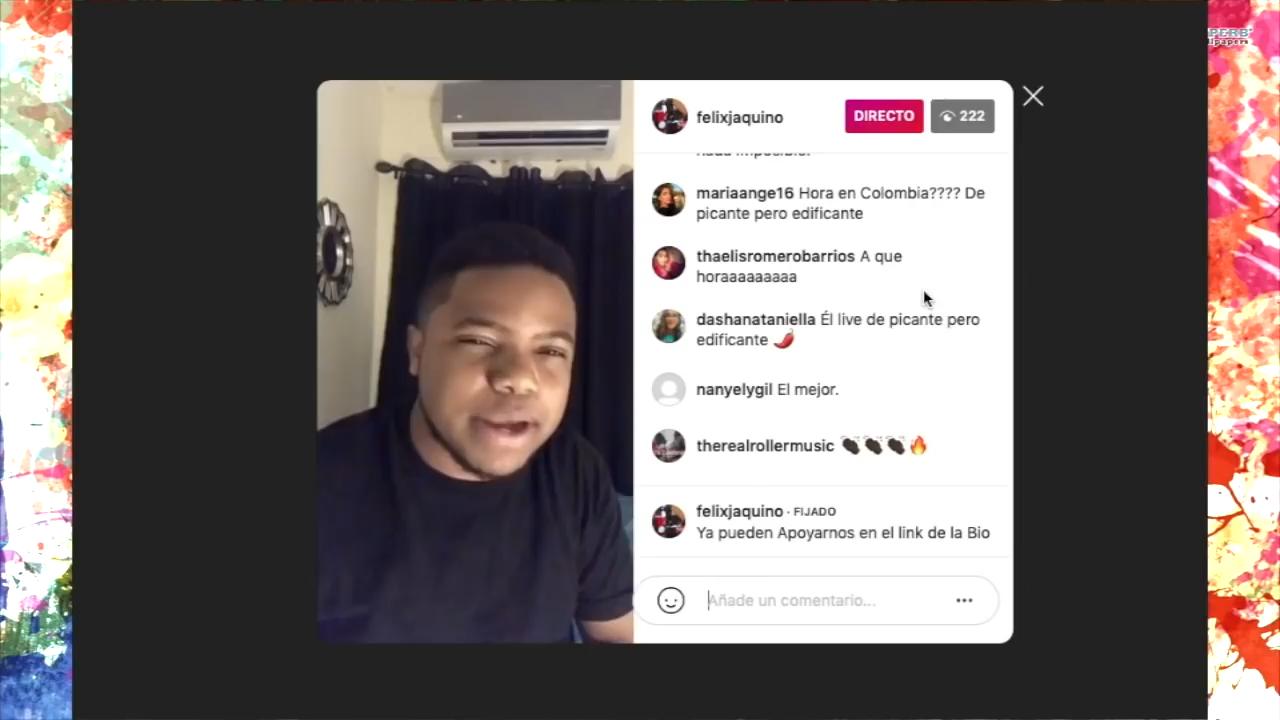 felixjaquino
DIRECTO
222
nada imposible.
mariaange16 Hora en Colombia???? De
picante pero edificante
thaelisromerobarrios A que
horaaaaaaaaa
dashanataniella Él live de picante pero
edificante 🌶️
nanyelygil El mejor.
therealrollermusic 👏🏿👏🏿👏🏿🔥
felixjaquino · FIJADO
Ya pueden Apoyarnos en el link de la Bio
Añade un comentario...